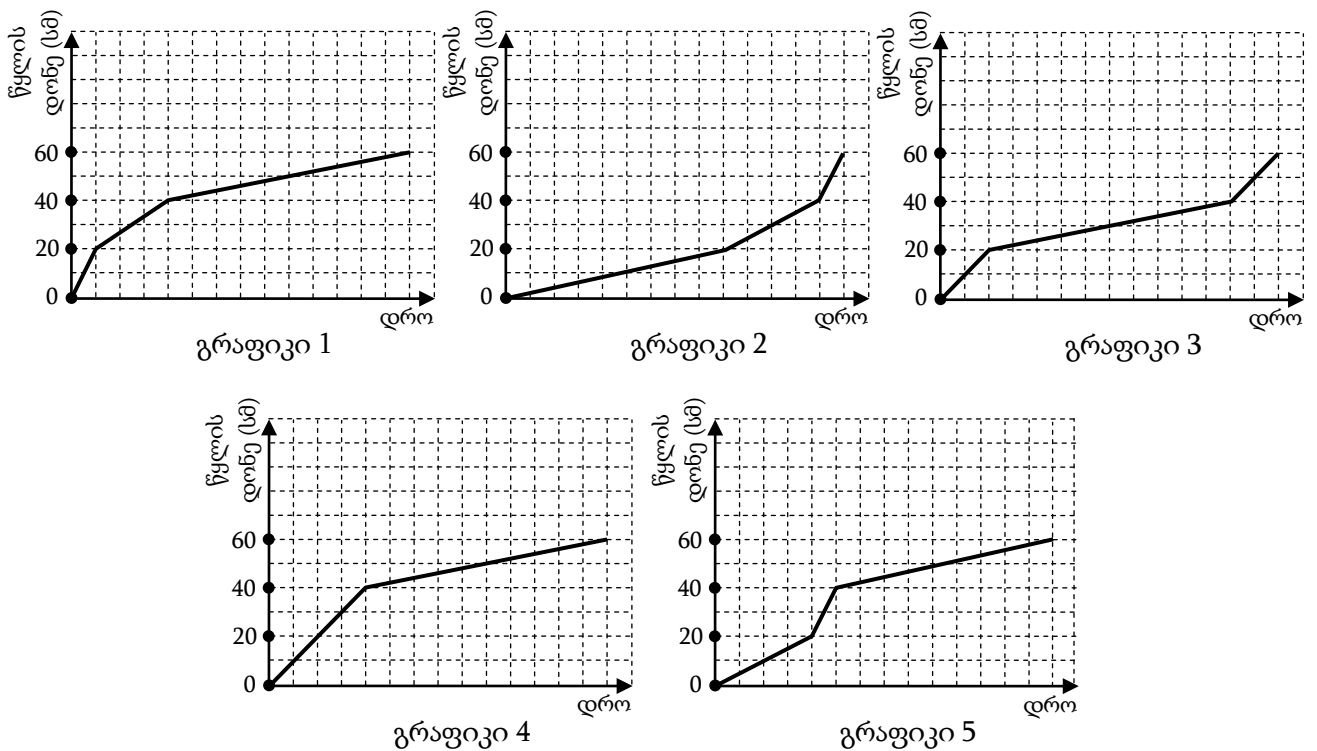 წყლის
დონე (სმ)
60
40
20
0
დრო
გრაფიკი 1
წყლის
დონე (სმ)
60
40
20
0
დრო
გრაფიკი 2
წყლის
დონე (სმ)
60
40
20
0
დრო
გრაფიკი 3
წყლის
დონე (სმ)
60
40
20
0
დრო
გრაფიკი 4
წყლის
დონე (სმ)
60
40
20
0
დრო
გრაფიკი 5